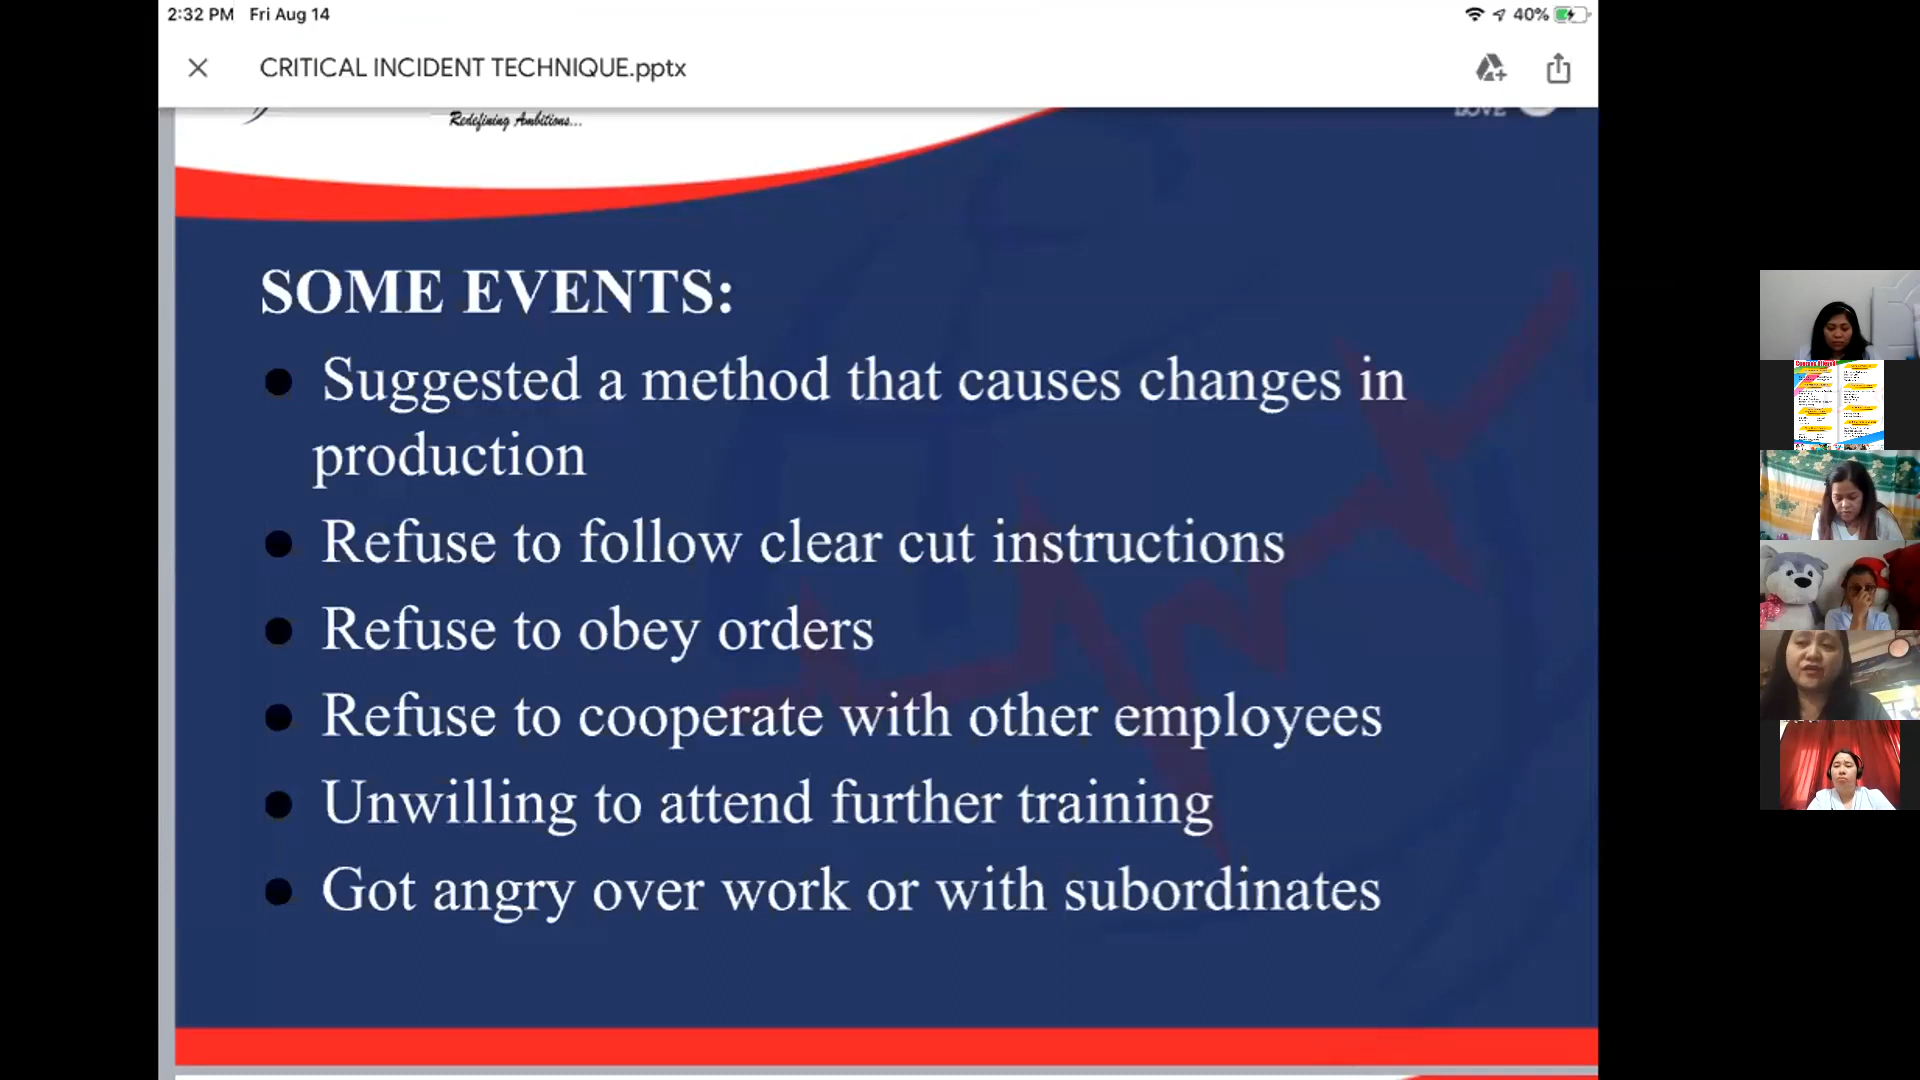 2:32 PM Fri Aug 14
40%
CRITICAL INCIDENT TECHNIQUE.pptx
Redefining Ambitions...
LOVE
SOME EVENTS:
Suggested a method that causes changes in
production
Refuse to follow clear cut instructions
Refuse to obey orders
Refuse to cooperate with other employees
Unwilling to attend further training
Got angry over work or with subordinates